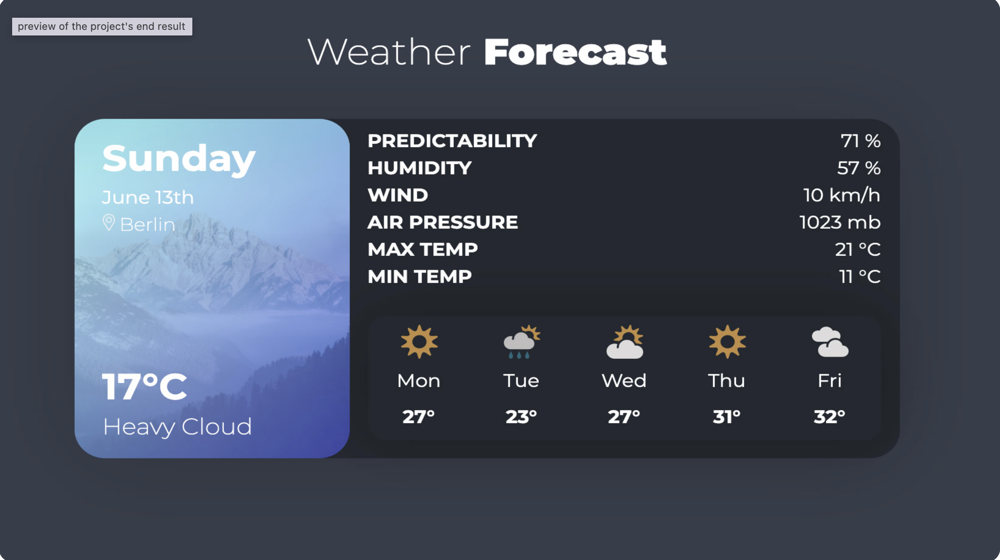 preview of the project's end result
Weather Forecast
Sunday
June 13th
Berlin
17°C
Heavy Cloud
PREDICTABILITY 71 %
HUMIDITY 57 %
WIND 10 km/h
AIR PRESSURE 1023 mb
MAX TEMP 21 °C
MIN TEMP 11 °C
Mon Tue Wed Thu Fri
27° 23° 27° 31° 32°